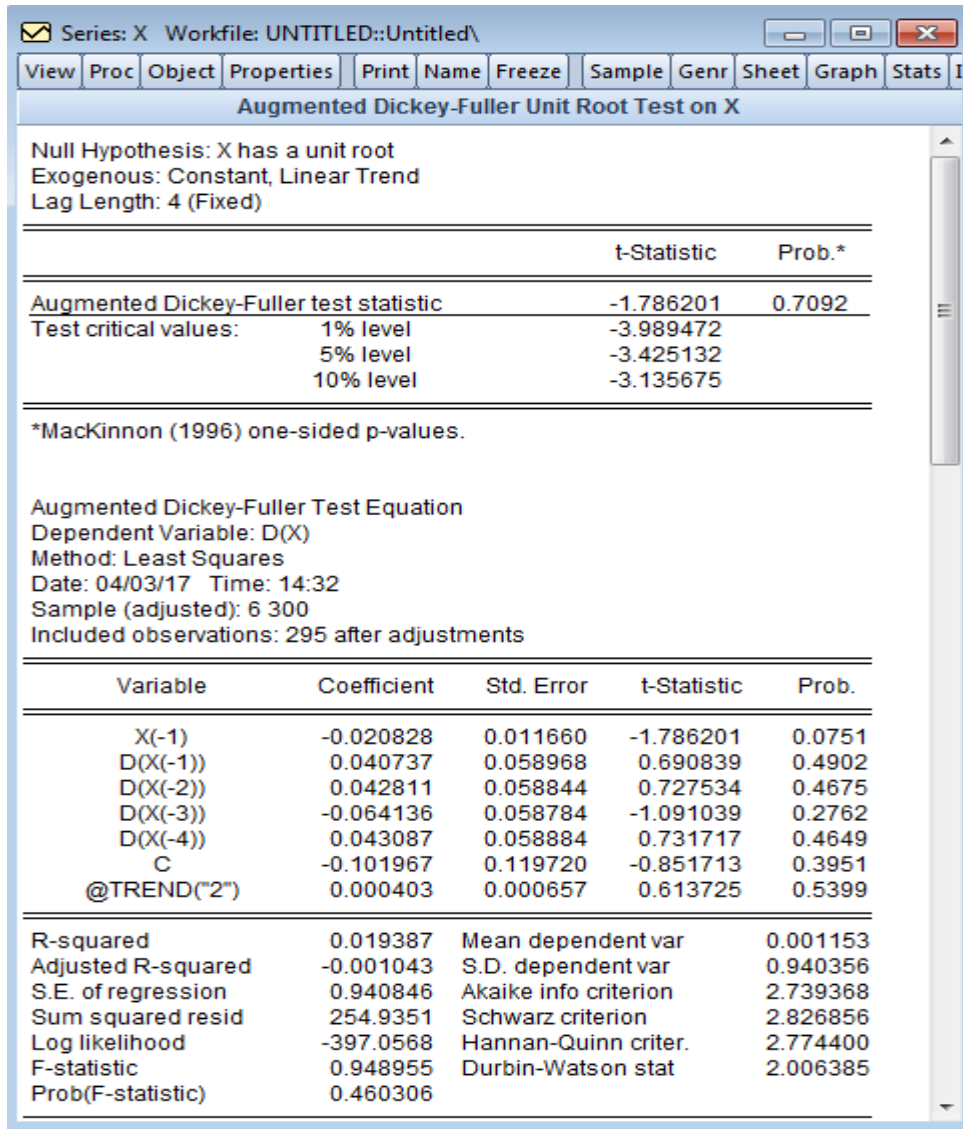 Series: X Workfile: UNTITLED::Untitled\
View Proc Object Properties Print Name Freeze Sample Genr Sheet Graph Stats I
Augmented Dickey-Fuller Unit Root Test on X
Null Hypothesis: X has a unit root
Exogenous: Constant, Linear Trend
Lag Length: 4 (Fixed)
t-Statistic Prob.*
Augmented Dickey-Fuller test statistic -1.786201 0.7092
Test critical values: 1% level -3.989472
5% level -3.425132
10% level -3.135675
*MacKinnon (1996) one-sided p-values.
Augmented Dickey-Fuller Test Equation
Dependent Variable: D(X)
Method: Least Squares
Date: 04/03/17 Time: 14:32
Sample (adjusted): 6 300
Included observations: 295 after adjustments
Variable Coefficient Std. Error t-Statistic Prob.
X(-1) -0.020828 0.011660 -1.786201 0.0751
D(X(-1)) 0.040737 0.058968 0.690839 0.4902
D(X(-2)) 0.042811 0.058844 0.727534 0.4675
D(X(-3)) -0.064136 0.058784 -1.091039 0.2762
D(X(-4)) 0.043087 0.058884 0.731717 0.4649
C -0.101967 0.119720 -0.851713 0.3951
@TREND("2") 0.000403 0.000657 0.613725 0.5399
R-squared 0.019387 Mean dependent var 0.001153
Adjusted R-squared -0.001043 S.D. dependent var 0.940356
S.E. of regression 0.940846 Akaike info criterion 2.739368
Sum squared resid 254.9351 Schwarz criterion 2.826856
Log likelihood -397.0568 Hannan-Quinn criter. 2.774400
F-statistic 0.948955 Durbin-Watson stat 2.006385
Prob(F-statistic) 0.460306